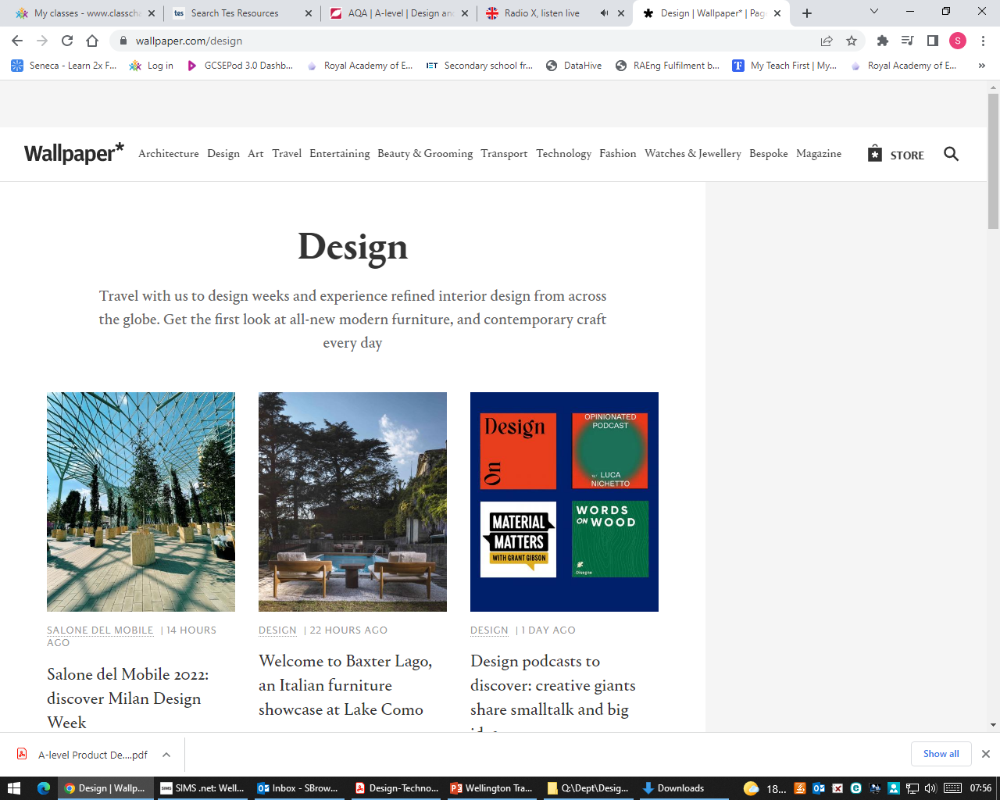 My classes - www.classcha
Search Tes Resources
AQA | A-level | Design and
Radio X, listen live
Design | Wallpaper* | Pag
wallpaper.com/design
S
Seneca - Learn 2x F...
Log in
GCSEPod 3.0 Dashb...
Royal Academy of E...
IET
Secondary school fr...
DataHive
RAEng Fulfilment b...
My Teach First | My...
Royal Academy of E...
Wallpaper*
Architecture Design Art Travel Entertaining Beauty & Grooming Transport Technology Fashion Watches & Jewellery Bespoke Magazine
STORE
Design
Travel with us to design weeks and experience refined interior design from across
the globe. Get the first look at all-new modern furniture, and contemporary craft
every day
Design
On
OPINIONATED
PODCAST
W/ LUCA
NICHETTO
MATERIAL
MATTERS
WITH GRANT GIBSON
WORDS
ON WOOD
Disegno
SALONE DEL MOBILE | 14 HOURS
AGO
Salone del Mobile 2022:
discover Milan Design
Week
DESIGN | 22 HOURS AGO
Welcome to Baxter Lago,
an Italian furniture
showcase at Lake Como
DESIGN | 1 DAY AGO
Design podcasts to
discover: creative giants
share smalltalk and big
A-level Product De....pdf
Show all
Design | Wallp...
SIMS .net: Well...
Inbox - SBrow...
Design-Techno...
Wellington Tra...
Q:\Dept\Desig...
Downloads
18...
07:56